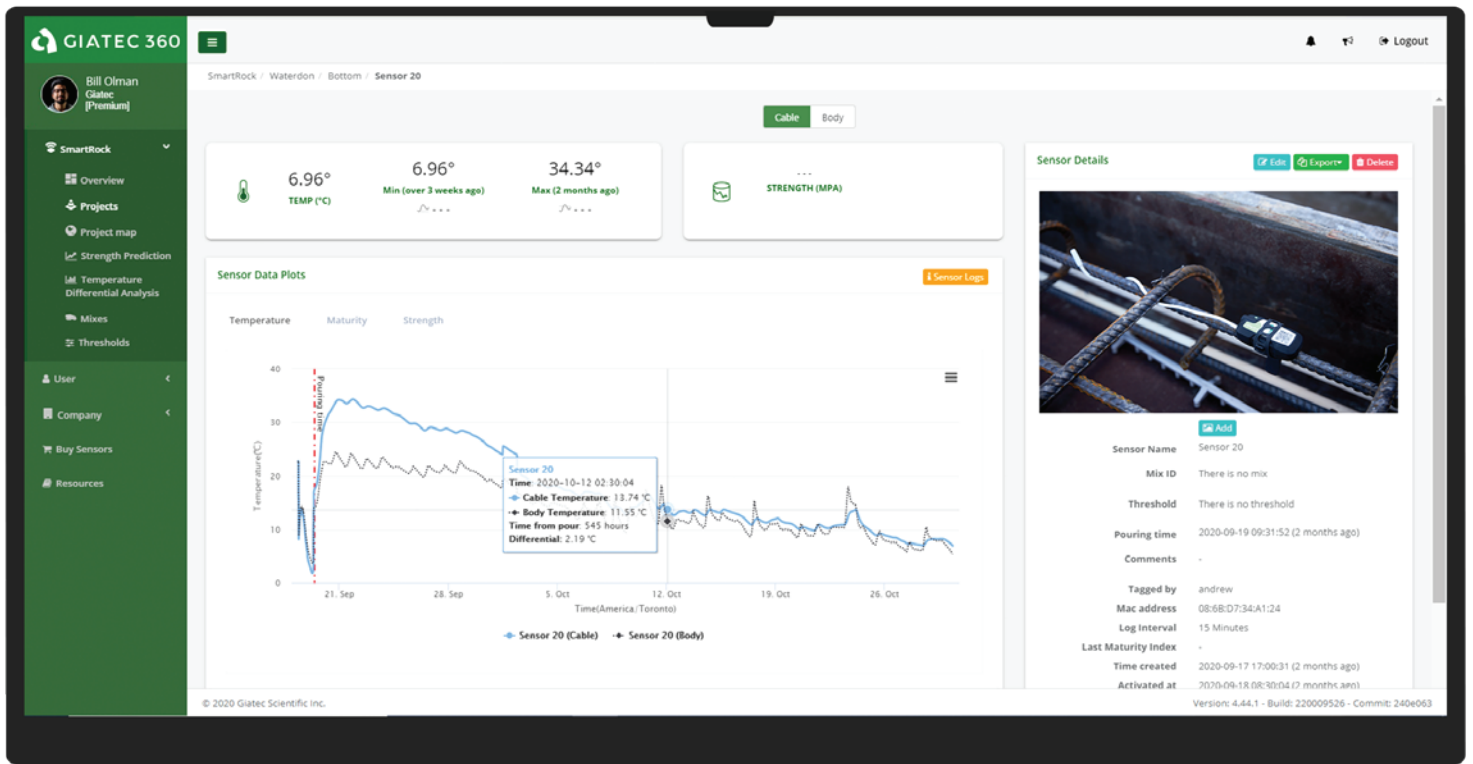 GIATEC 360
Logout
Bill Olman
Giatec
[Premium]
SmartRock / Waterdon / Bottom / Sensor 20
Cable
Body
SmartRock
Overview
Projects
Project map
Strength Prediction
Temperature
Differential Analysis
Mixes
Thresholds
User
Company
Buy Sensors
Resources
6.96°
TEMP (°C)
6.96°
Min (over 3 weeks ago)
---
34.34°
Max (2 months ago)
---
---
STRENGTH (MPA)
Sensor Data Plots
Sensor Logs
Temperature
Maturity
Strength
40
30
20
10
0
Temperature(°C)
Pouring time
Sensor 20
Time: 2020-10-12 02:30:04
Cable Temperature: 13.74 °C
Body Temperature: 11.55 °C
Time from pour: 545 hours
Differential: 2.19 °C
21. Sep
28. Sep
5. Oct
12. Oct
19. Oct
26. Oct
Time(America/Toronto)
Sensor 20 (Cable)
Sensor 20 (Body)
Sensor Details
Edit
Export
Delete
Add
Sensor Name Sensor 20
Mix ID There is no mix
Threshold There is no threshold
Pouring time 2020-09-19 09:31:52 (2 months ago)
Comments -
Tagged by andrew
Mac address 08:6B:D7:34:A1:24
Log Interval 15 Minutes
Last Maturity Index -
Time created 2020-09-17 17:00:31 (2 months ago)
Activated at 2020-09-18 08:30:04 (2 months ago)
© 2020 Giatec Scientific Inc.
Version: 4.44.1 - Build: 220009526 - Commit: 240e063